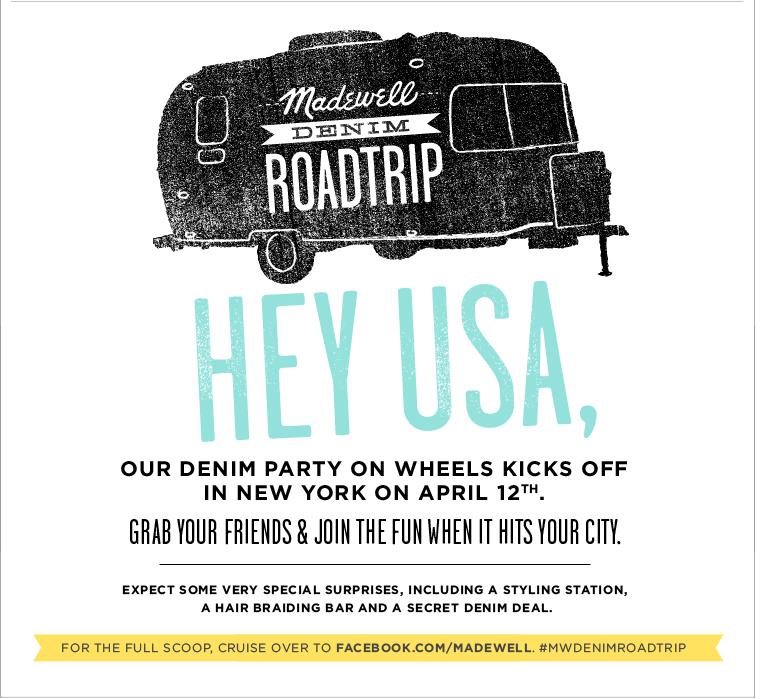 Madewell
DENIM
ROADTRIP
HEY USA,
OUR DENIM PARTY ON WHEELS KICKS OFF
IN NEW YORK ON APRIL 12TH.
GRAB YOUR FRIENDS & JOIN THE FUN WHEN IT HITS YOUR CITY.
EXPECT SOME VERY SPECIAL SURPRISES, INCLUDING A STYLING STATION,
A HAIR BRAIDING BAR AND A SECRET DENIM DEAL.
FOR THE FULL SCOOP, CRUISE OVER TO FACEBOOK.COM/MADEWELL. #MWDENIMROADTRIP